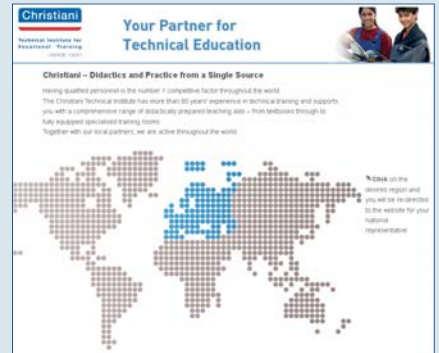 Christiani
Technical Institute for
Vocational Training
Your Partner for
Technical Education
Christiani – Didactics and Practice from a Single Source
Having qualified personnel is the number 1 competitive factor throughout the world.
The Christiani Technical Institute has more than 80 years' experience in technical training and supports
you with a comprehensive range of didactically prepared teaching aids – from textbooks through to
fully equipped specialised training rooms.
Together with our local partners, we are active throughout the world.
Click on the
desired region and
you will be re-directed
to the website for your
national
representative